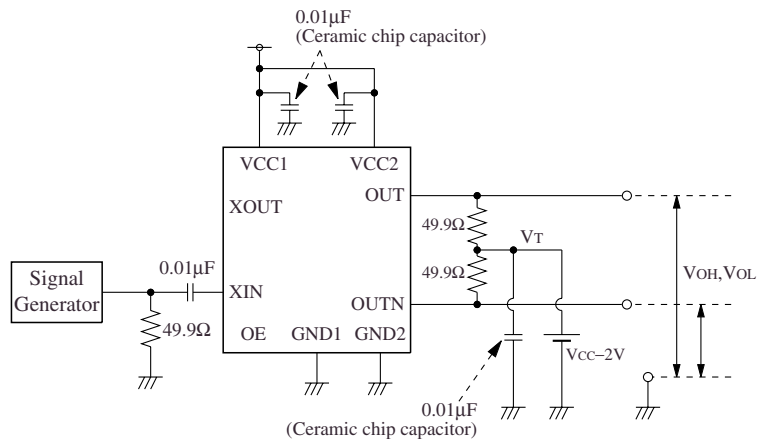 0.01µF
(Ceramic chip capacitor)
VCC1
VCC2
XOUT
OUT
49.9Ω
VT
Signal
Generator
0.01µF
XIN
49.9Ω
VOH,VOL
OUTN
49.9Ω
OE
GND1
GND2
VCC–2V
0.01µF
(Ceramic chip capacitor)